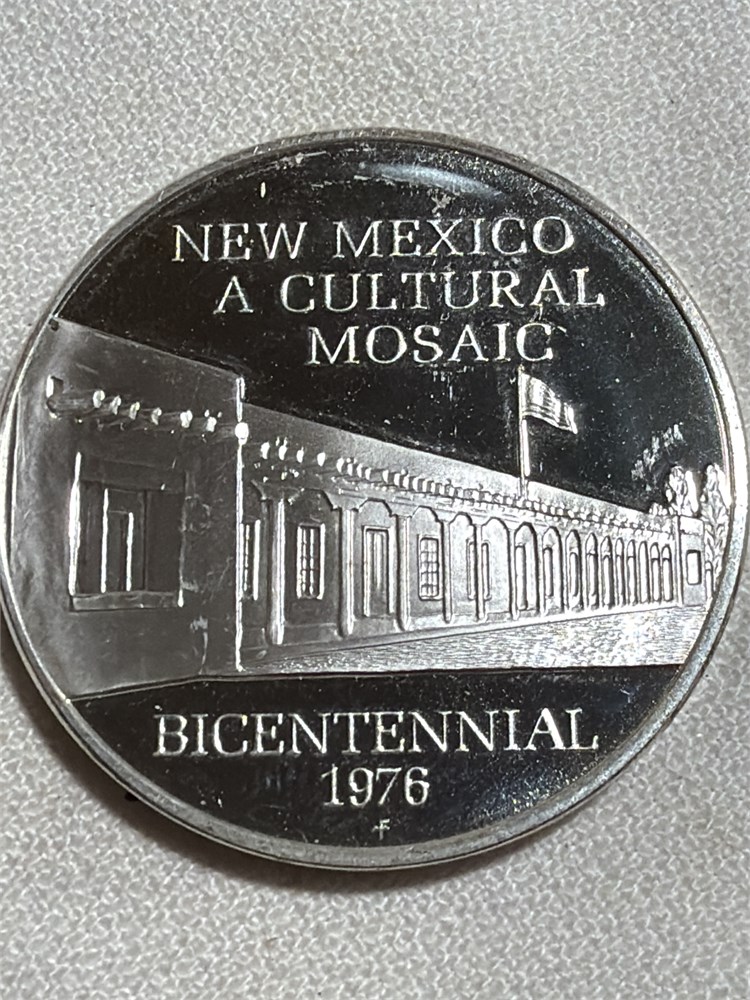 NEW MEXICO
A CULTURAL
MOSAIC
BICENTENNIAL
1976
F